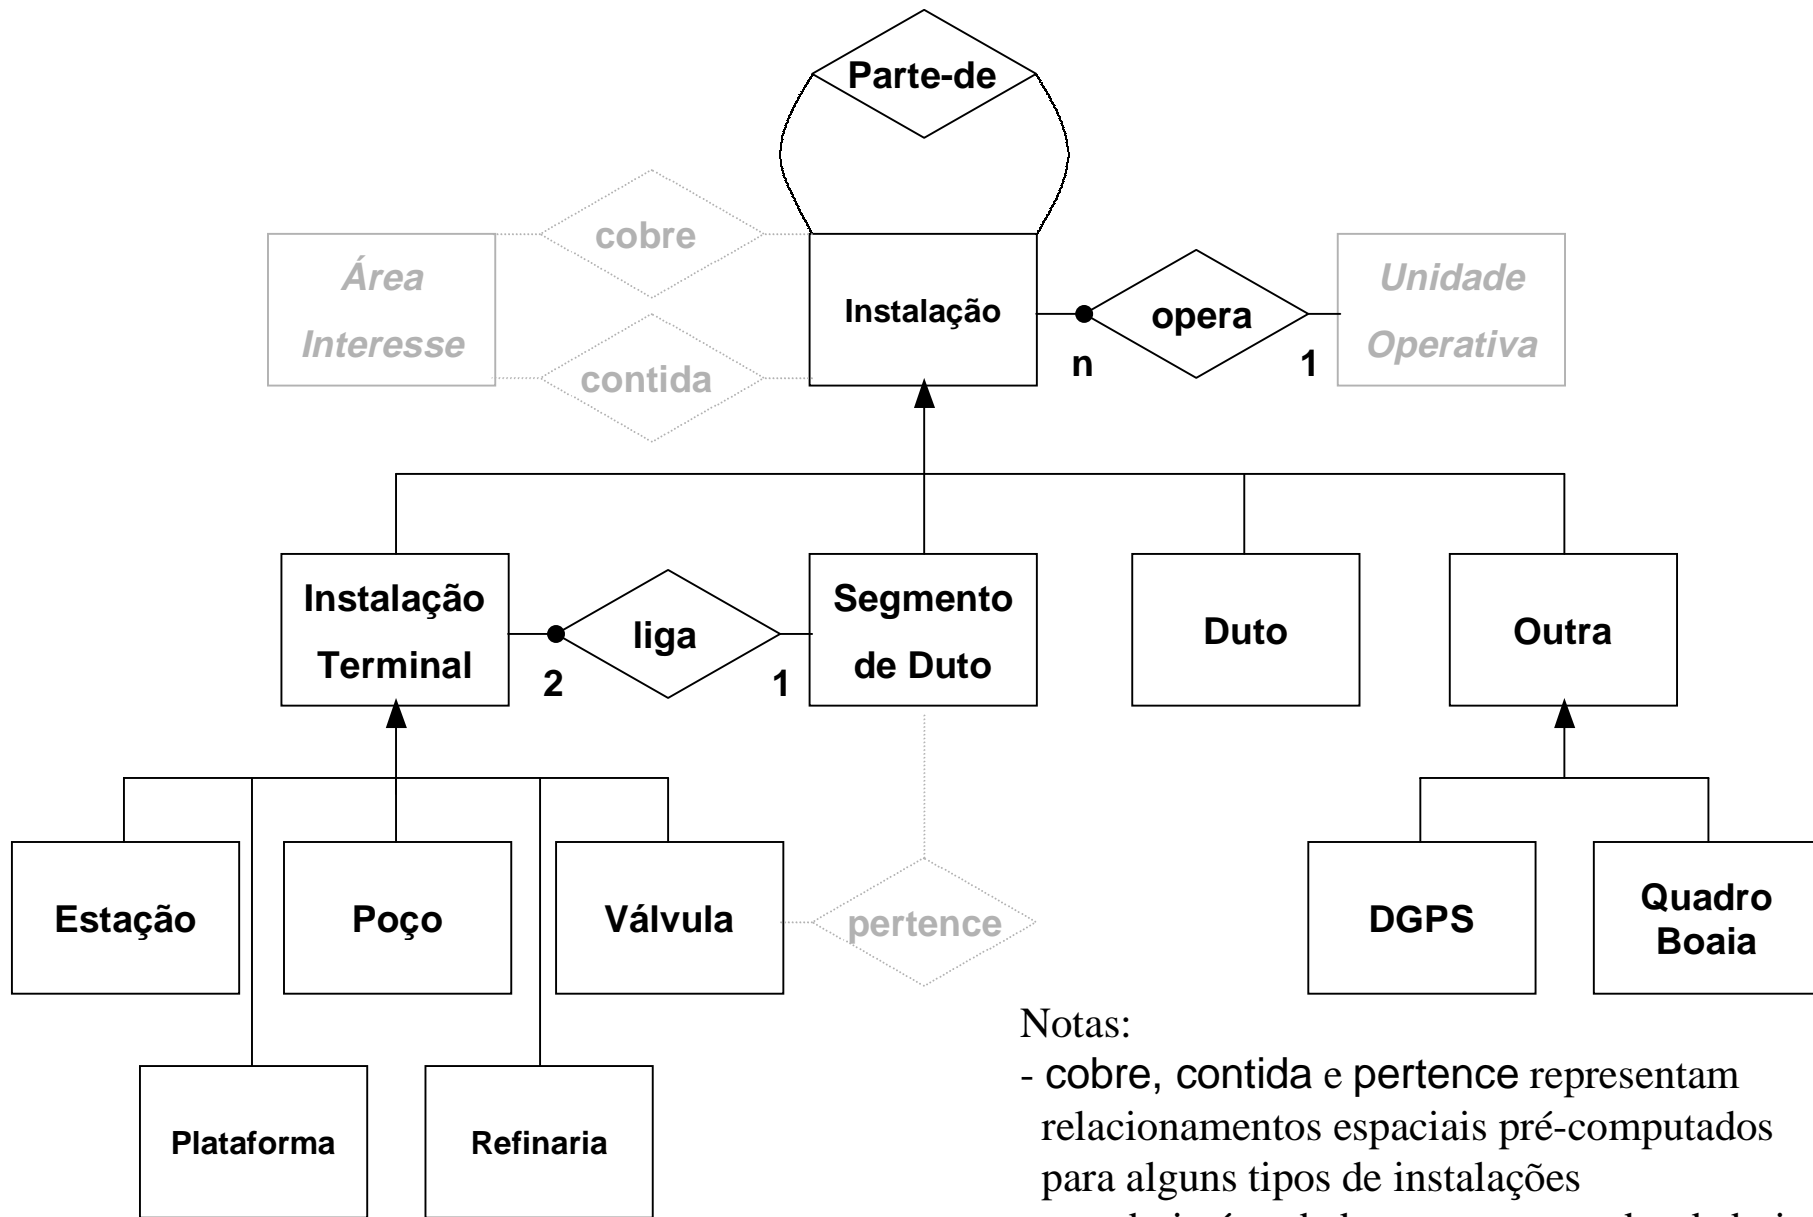 Parte-de
cobre
Área
Interesse
contida
Instalação
opera
n
1
Unidade
Operativa
Instalação
Terminal
liga
2
1
Segmento
de Duto
Duto
Outra
Estação
Poço
Válvula
pertence
DGPS
Quadro
Boaia
Plataforma
Refinaria
Notas:
- cobre, contida e pertence representam
relacionamentos espaciais pré-computados
para alguns tipos de instalações